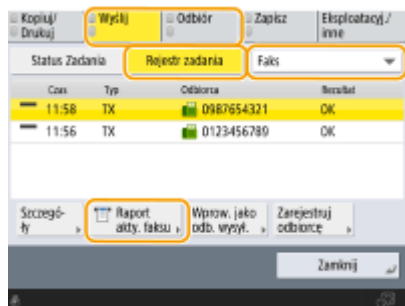 Kopiuj/ Wyślij Odbiór Zapisz Eksploatacyj./
Drukuj inne
Status Zadania Rejestr zadania Faks
Czas Typ Odbiorca Rezultat
11:58 TX 0987654321 OK
11:56 TX 0123456789 OK
Szczegó- Raport Wprow. jako Zarejestruj
ły akty. faksu odb. wysył. odbiorcę
Zamknij